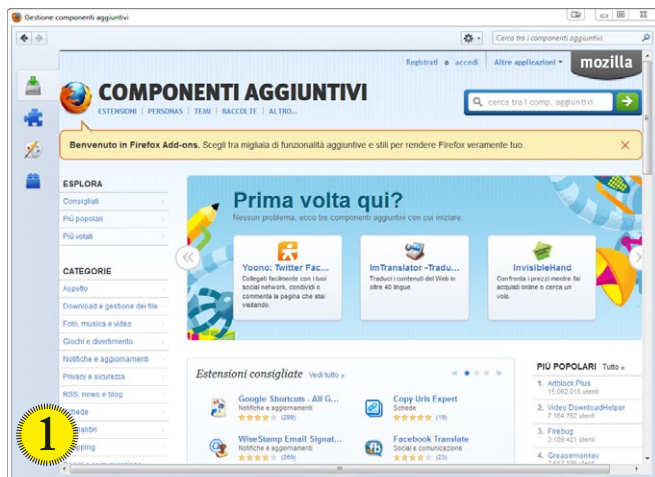 Gestione componenti aggiuntivi
Cerca tra i componenti aggiuntivi
Registrati o accedi
Altre applicazioni
mozilla
COMPONENTI AGGIUNTIVI
ESTENSIONI | PERSONAS | TEMI | RACCOLTE | ALTRO...
cerca tra i comp. aggiuntivi
Benvenuto in Firefox Add-ons. Scegli tra migliaia di funzionalità aggiuntive e stili per rendere Firefox veramente tuo.
ESPLORA
Consigliati
Più popolari
Più votati
CATEGORIE
Aspetto
Download e gestione dei file
Foto, musica e video
Giochi e divertimento
Notifiche e aggiornamenti
Privacy e sicurezza
RSS, news e blog
Prima volta qui?
Nessun problema, ecco tre componenti aggiuntivi con cui iniziare.
Yoono: Twitter Fac...
Collegati facilmente con i tuoi
social network, condividi o
commenta la pagina che stai
visitando.
ImTranslator -Tradu...
Traduci i contenuti del Web in
oltre 40 lingue.
InvisibleHand
Confronta i prezzi mentre fai
acquisti online o cerca un
volo.
Estensioni consigliate Vedi tutto »
Google Shortcuts - All G...
Notifiche e aggiornamenti
(298)
Copy Urls Expert
Schede
(19)
WiseStamp Email Signat...
Notifiche e aggiornamenti
(265)
Facebook Translate
Social e comunicazione
(23)
PIÙ POPOLARI Tutto »
1. Adblock Plus
15.062.018 utenti
2. Video DownloadHelper
7.164.762 utenti
3. Firebug
3.109.421 utenti
4. Greasemonkey
1